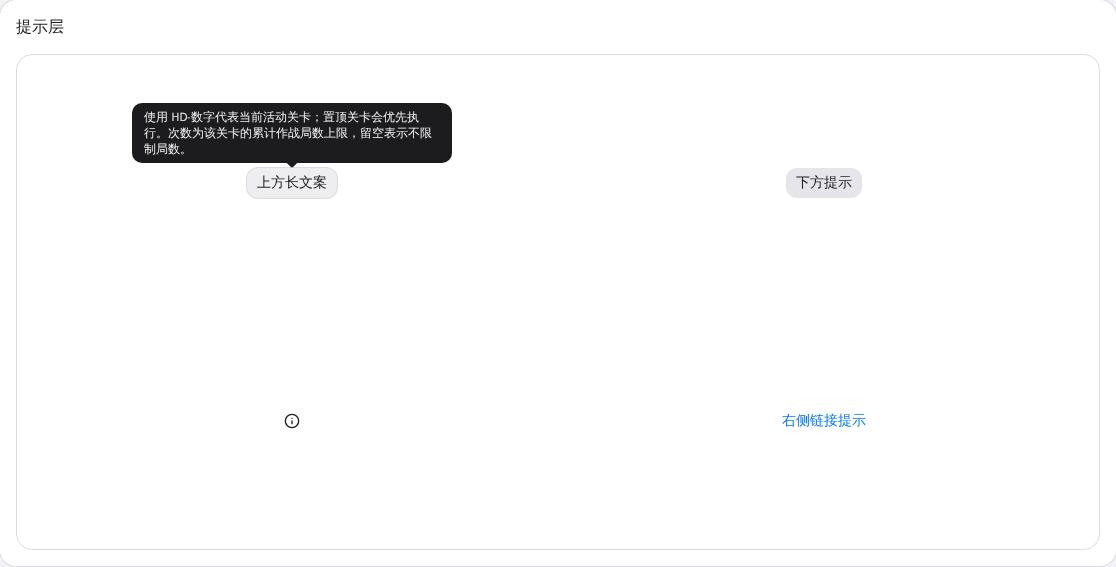 提示层
使用 HD-数字代表当前活动关卡；置顶关卡会优先执
行。次数为该关卡的累计作战局数上限，留空表示不限
制局数。
上方长文案
下方提示
右侧链接提示